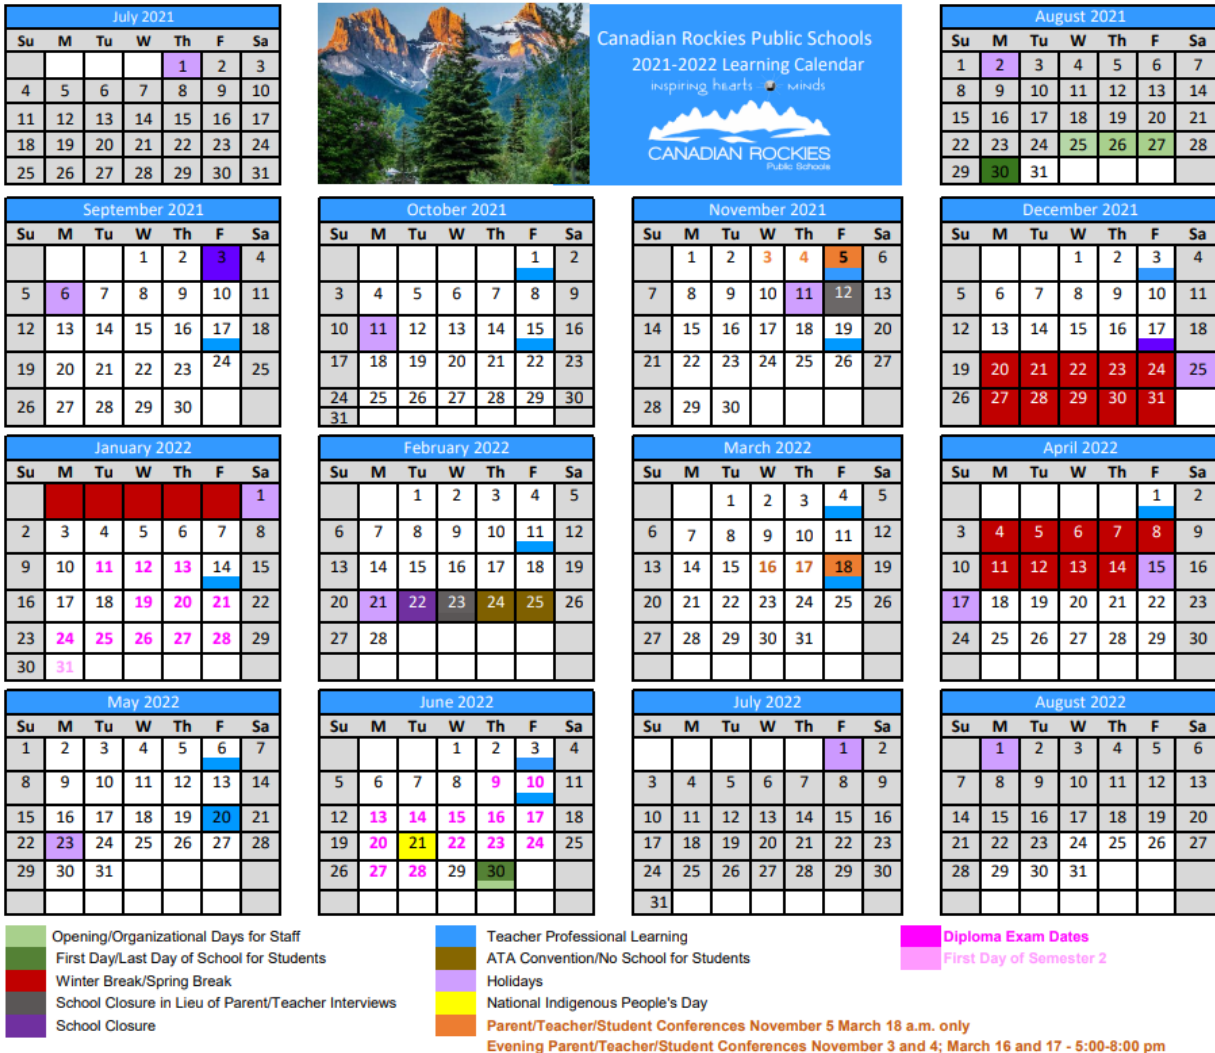 July 2021
Su M Tu W Th F Sa
1 2 3
4 5 6 7 8 9 10
11 12 13 14 15 16 17
18 19 20 21 22 23 24
25 26 27 28 29 30 31
Canadian Rockies Public Schools
2021-2022 Learning Calendar
inspiring hearts minds
CANADIAN ROCKIES
Public Schools
August 2021
Su M Tu W Th F Sa
1 2 3 4 5 6 7
8 9 10 11 12 13 14
15 16 17 18 19 20 21
22 23 24 25 26 27 28
29 30 31
September 2021
Su M Tu W Th F Sa
1 2 3 4
5 6 7 8 9 10 11
12 13 14 15 16 17 18
19 20 21 22 23 24 25
26 27 28 29 30
October 2021
Su M Tu W Th F Sa
1 2
3 4 5 6 7 8 9
10 11 12 13 14 15 16
17 18 19 20 21 22 23
24 25 26 27 28 29 30
31
November 2021
Su M Tu W Th F Sa
1 2 3 4 5 6
7 8 9 10 11 12 13
14 15 16 17 18 19 20
21 22 23 24 25 26 27
28 29 30
December 2021
Su M Tu W Th F Sa
1 2 3 4
5 6 7 8 9 10 11
12 13 14 15 16 17 18
19 20 21 22 23 24 25
26 27 28 29 30 31
January 2022
Su M Tu W Th F Sa
1
2 3 4 5 6 7 8
9 10 11 12 13 14 15
16 17 18 19 20 21 22
23 24 25 26 27 28 29
30 31
February 2022
Su M Tu W Th F Sa
1 2 3 4 5
6 7 8 9 10 11 12
13 14 15 16 17 18 19
20 21 22 23 24 25 26
27 28
March 2022
Su M Tu W Th F Sa
1 2 3 4 5
6 7 8 9 10 11 12
13 14 15 16 17 18 19
20 21 22 23 24 25 26
27 28 29 30 31
April 2022
Su M Tu W Th F Sa
1 2
3 4 5 6 7 8 9
10 11 12 13 14 15 16
17 18 19 20 21 22 23
24 25 26 27 28 29 30
May 2022
Su M Tu W Th F Sa
1 2 3 4 5 6 7
8 9 10 11 12 13 14
15 16 17 18 19 20 21
22 23 24 25 26 27 28
29 30 31
June 2022
Su M Tu W Th F Sa
1 2 3 4
5 6 7 8 9 10 11
12 13 14 15 16 17 18
19 20 21 22 23 24 25
26 27 28 29 30
July 2022
Su M Tu W Th F Sa
1 2
3 4 5 6 7 8 9
10 11 12 13 14 15 16
17 18 19 20 21 22 23
24 25 26 27 28 29 30
31
August 2022
Su M Tu W Th F Sa
1 2 3 4 5 6
7 8 9 10 11 12 13
14 15 16 17 18 19 20
21 22 23 24 25 26 27
28 29 30 31
Opening/Organizational Days for Staff
First Day/Last Day of School for Students
Winter Break/Spring Break
School Closure in Lieu of Parent/Teacher Interviews
School Closure
Teacher Professional Learning
ATA Convention/No School for Students
Holidays
National Indigenous People's Day
Parent/Teacher/Student Conferences November 5 March 18 a.m. only
Evening Parent/Teacher/Student Conferences November 3 and 4; March 16 and 17 - 5:00-8:00 pm
Diploma Exam Dates
First Day of Semester 2